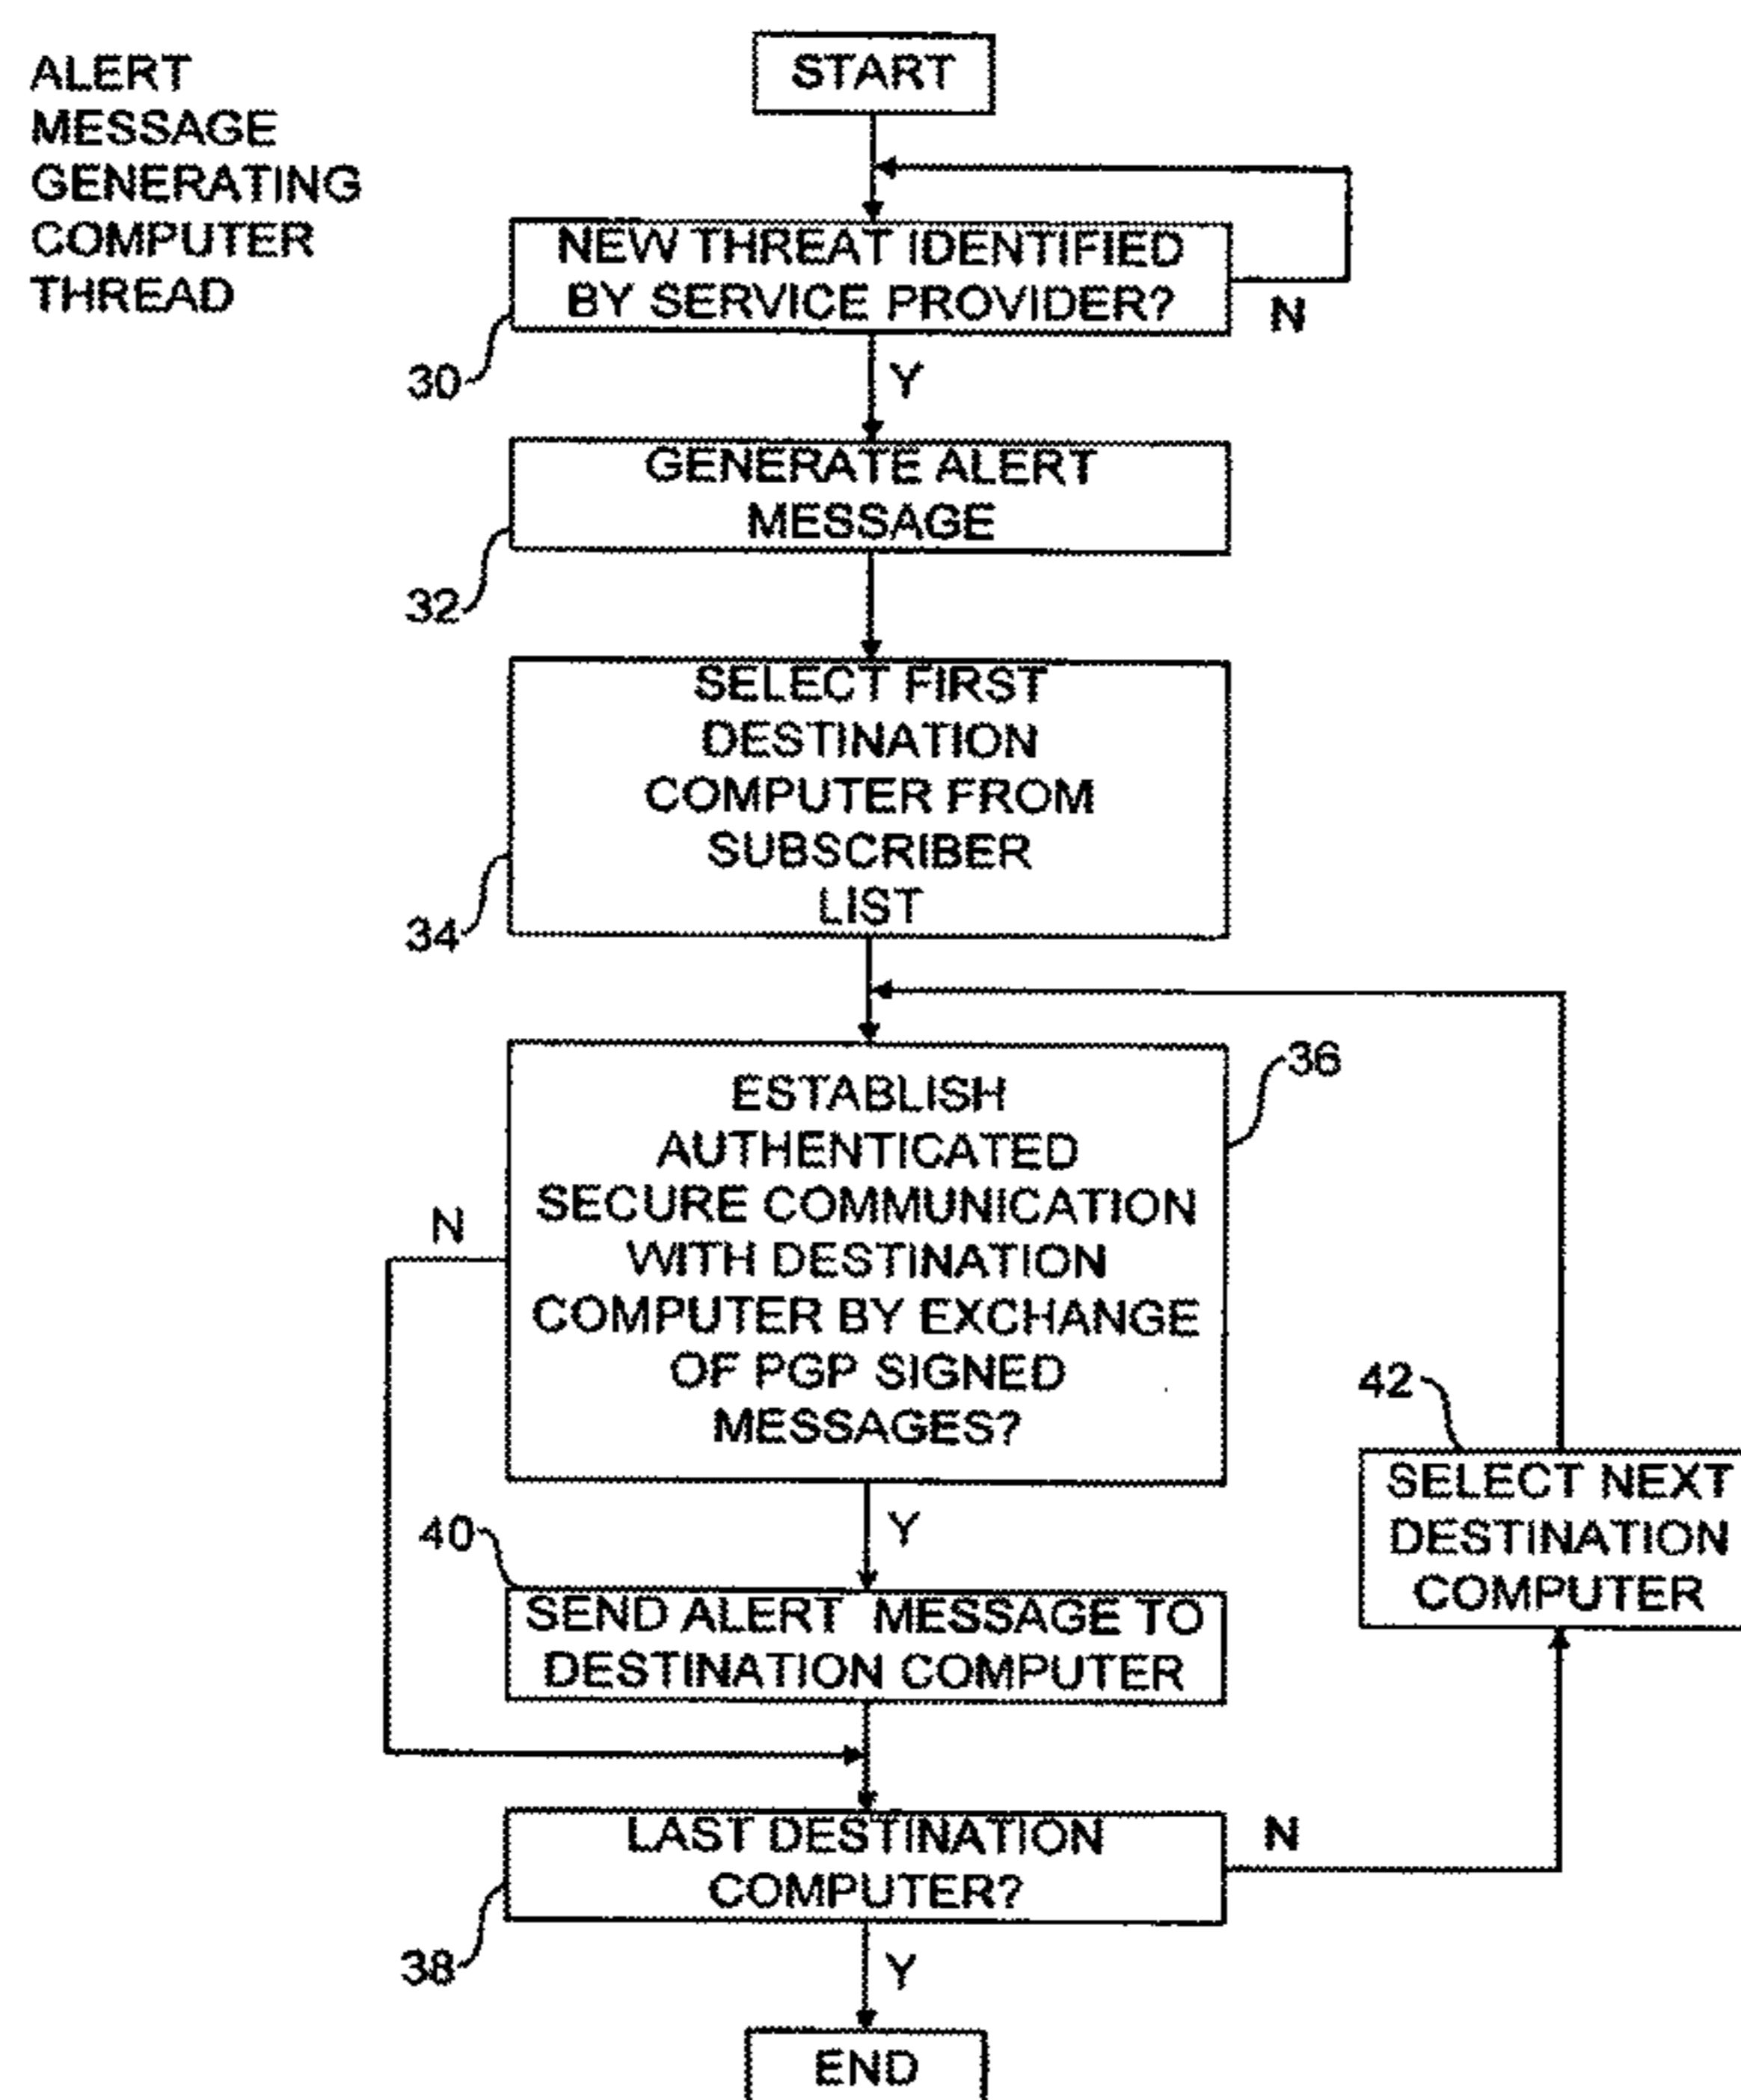 ALERT
MESSAGE
GENERATING
COMPUTER
THREAD
START
NEW THREAT IDENTIFIED
BY SERVICE PROVIDER?
N
30
Y
GENERATE ALERT
MESSAGE
32
SELECT FIRST
DESTINATION
COMPUTER FROM
SUBSCRIBER
LIST
34
36
ESTABLISH
AUTHENTICATED
SECURE COMMUNICATION
WITH DESTINATION
COMPUTER BY EXCHANGE
OF PGP SIGNED
MESSAGES?
N
Y
42
SELECT NEXT
DESTINATION
COMPUTER
40
SEND ALERT MESSAGE TO
DESTINATION COMPUTER
LAST DESTINATION
COMPUTER?
N
38
Y
END